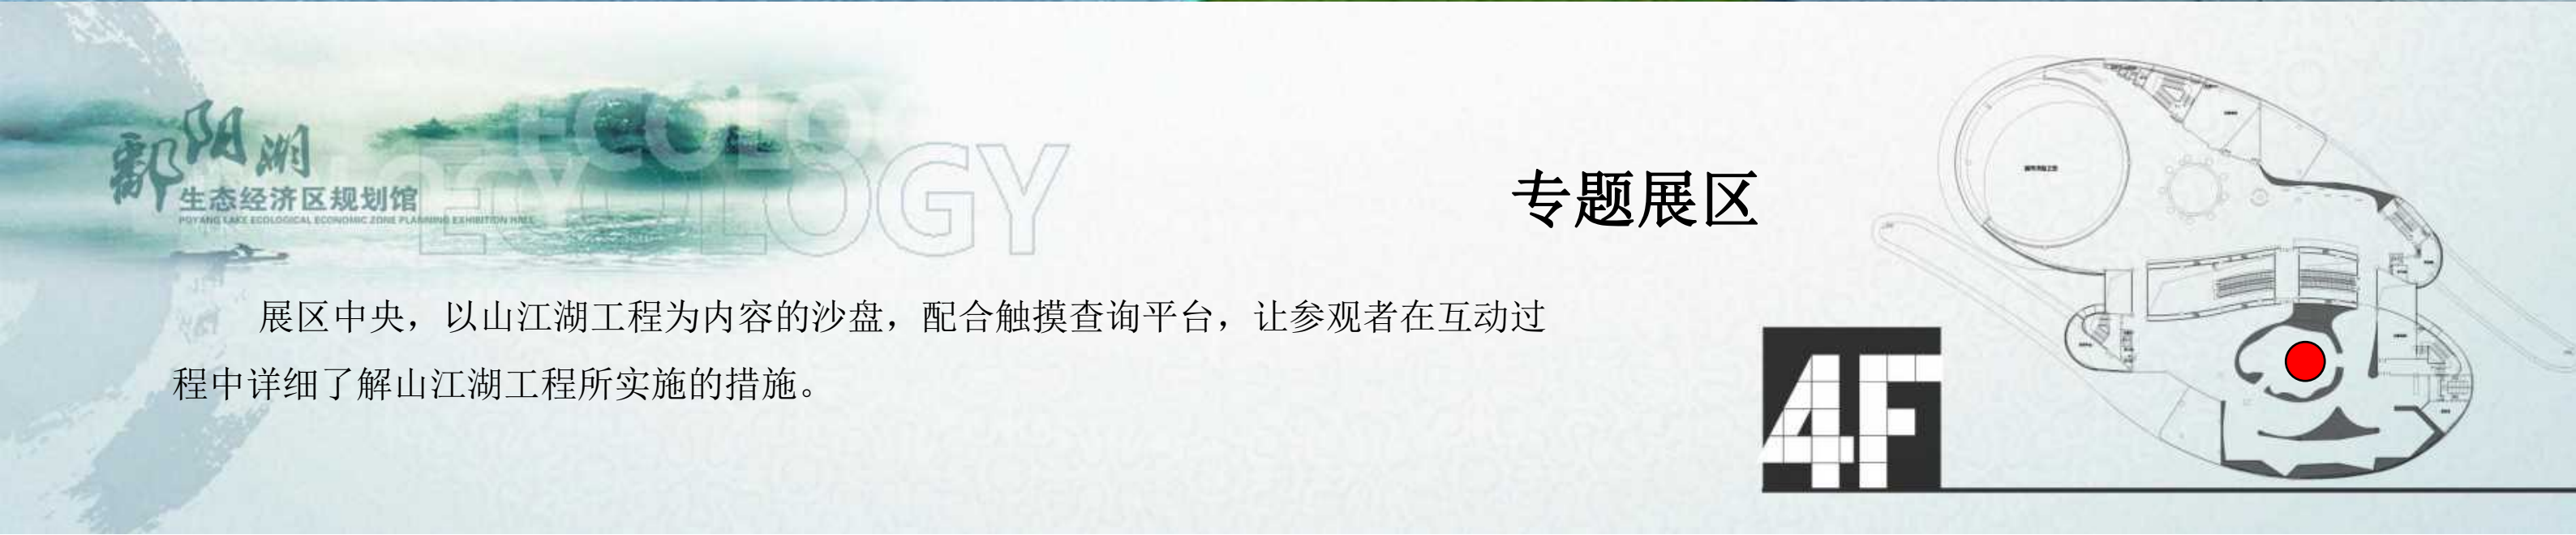 鄱阳湖
生态经济区规划馆
POYANG LAKE ECOLOGICAL ECONOMIC ZONE PLANNING EXHIBITION HALL
ECOLOGY
专题展区
展区中央，以山江湖工程为内容的沙盘，配合触摸查询平台，让参观者在互动过
程中详细了解山江湖工程所实施的措施。
4F